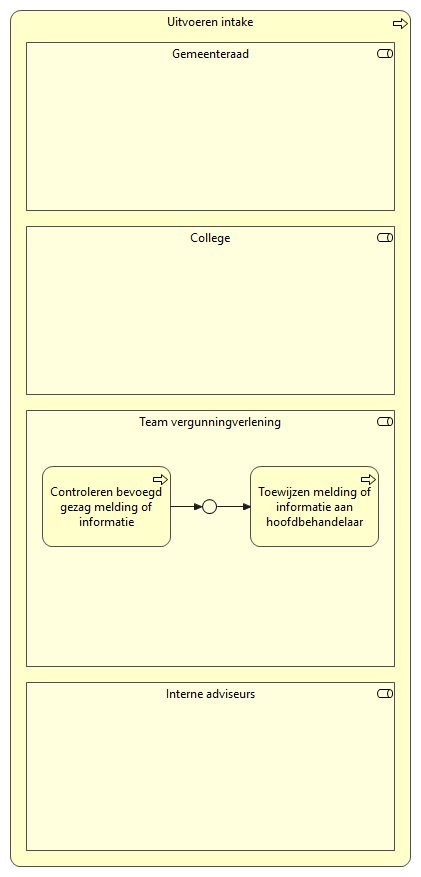 Uitvoeren intake
Gemeenteraad
College
Team vergunningverlening
Controleren bevoegd
gezag melding of
informatie
Toewijzen melding of
informatie aan
hoofdbehandelaar
Interne adviseurs